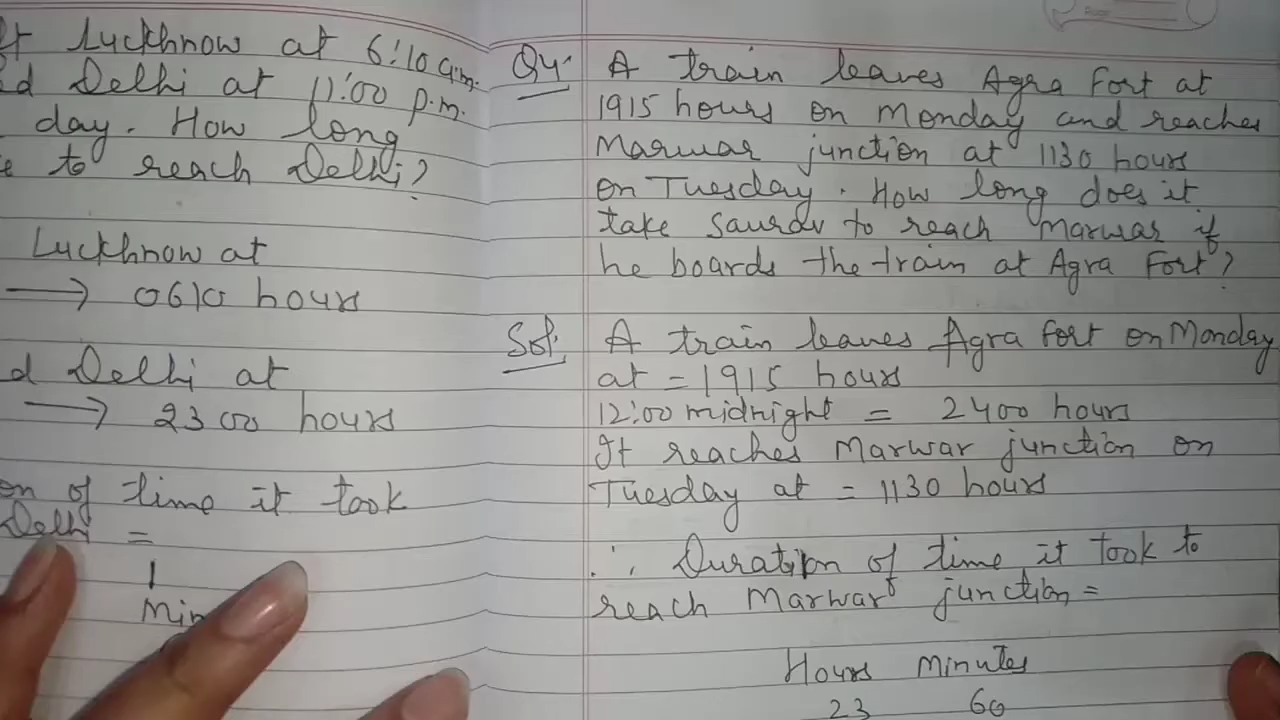 Luckhnow at 6:10 a.m.
Delhi at 11:00 p.m.
day. How long
to reach Delhi?
Luckhnow at
→ 0610 hours
Delhi at
→ 2300 hours
of time it took
Delhi =
Min
Q4. A train leaves Agra Fort at
1915 hours on Monday and reaches
Marwar junction at 1130 hours
on Tuesday. How long does it
take Saurav to reach Marwar if
he boards the train at Agra Fort?
Sol. A train leaves Agra Fort on Monday
at = 1915 hours
12:00 midnight = 2400 hours
It reaches Marwar junction on
Tuesday at = 1130 hours
∴ Duration of time it took to
reach Marwar junction =
Hours Minutes
23 60